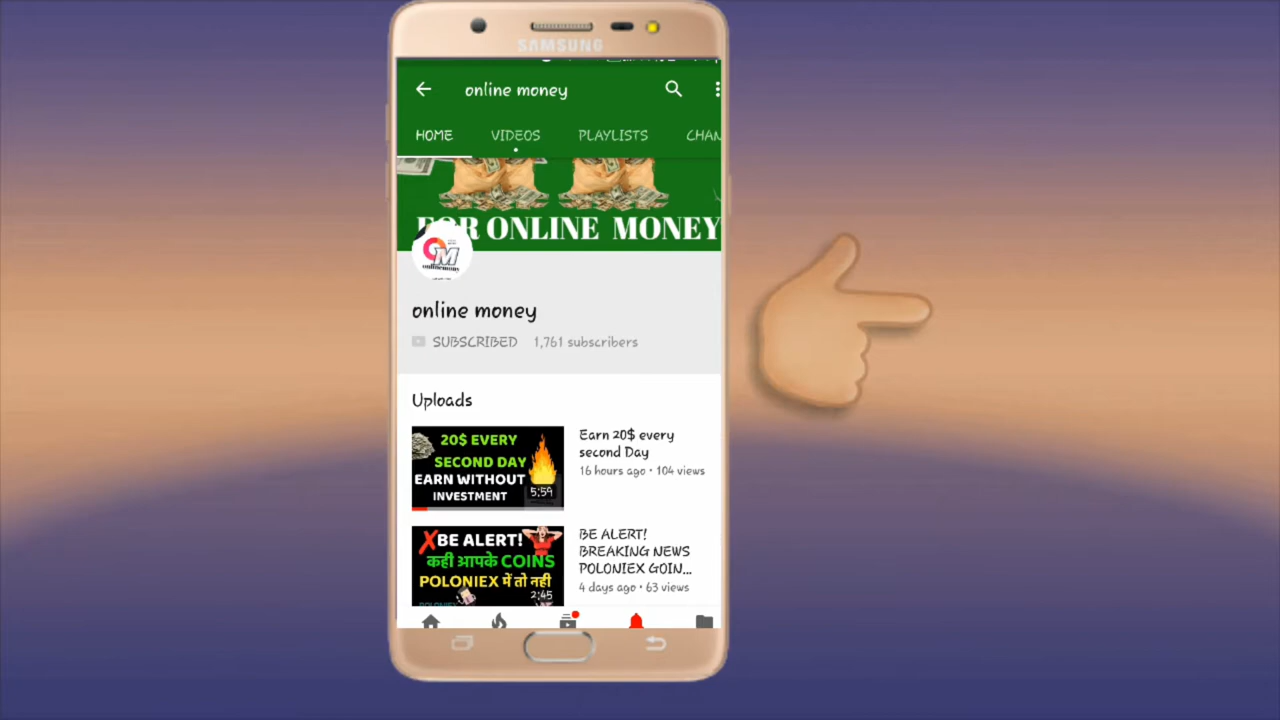 SAMSUNG
online money
HOME VIDEOS PLAYLISTS CHAN
FOR ONLINE MONEY
OM
online money
SUBSCRIBED 1,761 subscribers
Uploads
20$ EVERY
SECOND DAY
EARN WITHOUT
INVESTMENT
5:59
Earn 20$ every
second Day
16 hours ago • 104 views
BE ALERT!
कही आपके COINS
POLONIEX में तो नही
2:45
BE ALERT!
BREAKING NEWS
POLONIEX GOIN...
4 days ago • 63 views